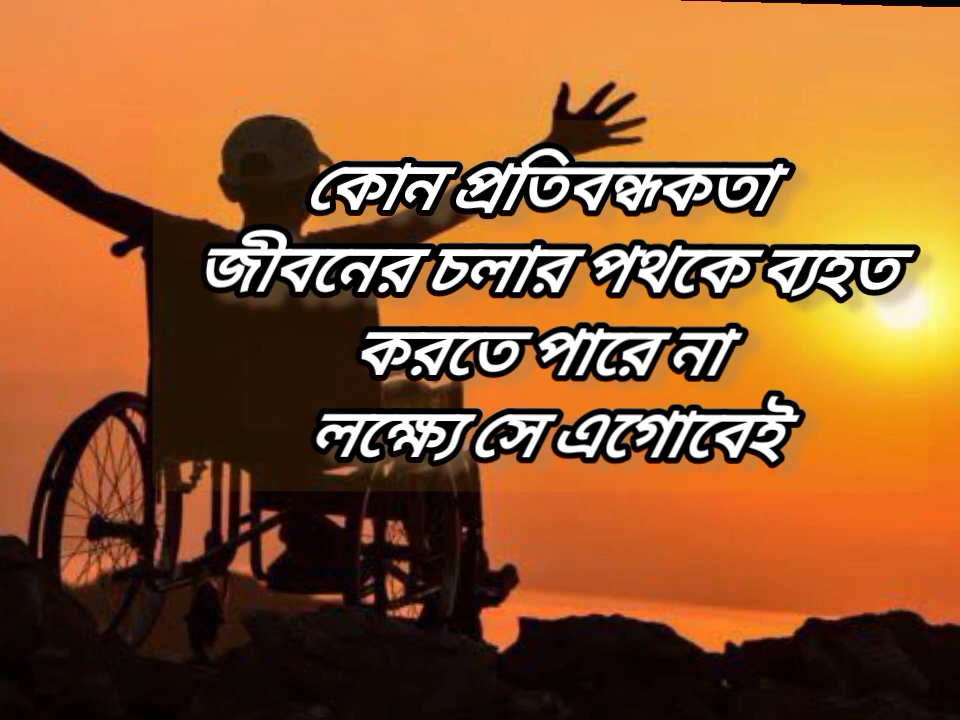 কোন প্রতিবন্ধকতা
জীবনের চলার পথকে ব্যহত
করতে পারে না
লক্ষ্যে সে এগোবেই